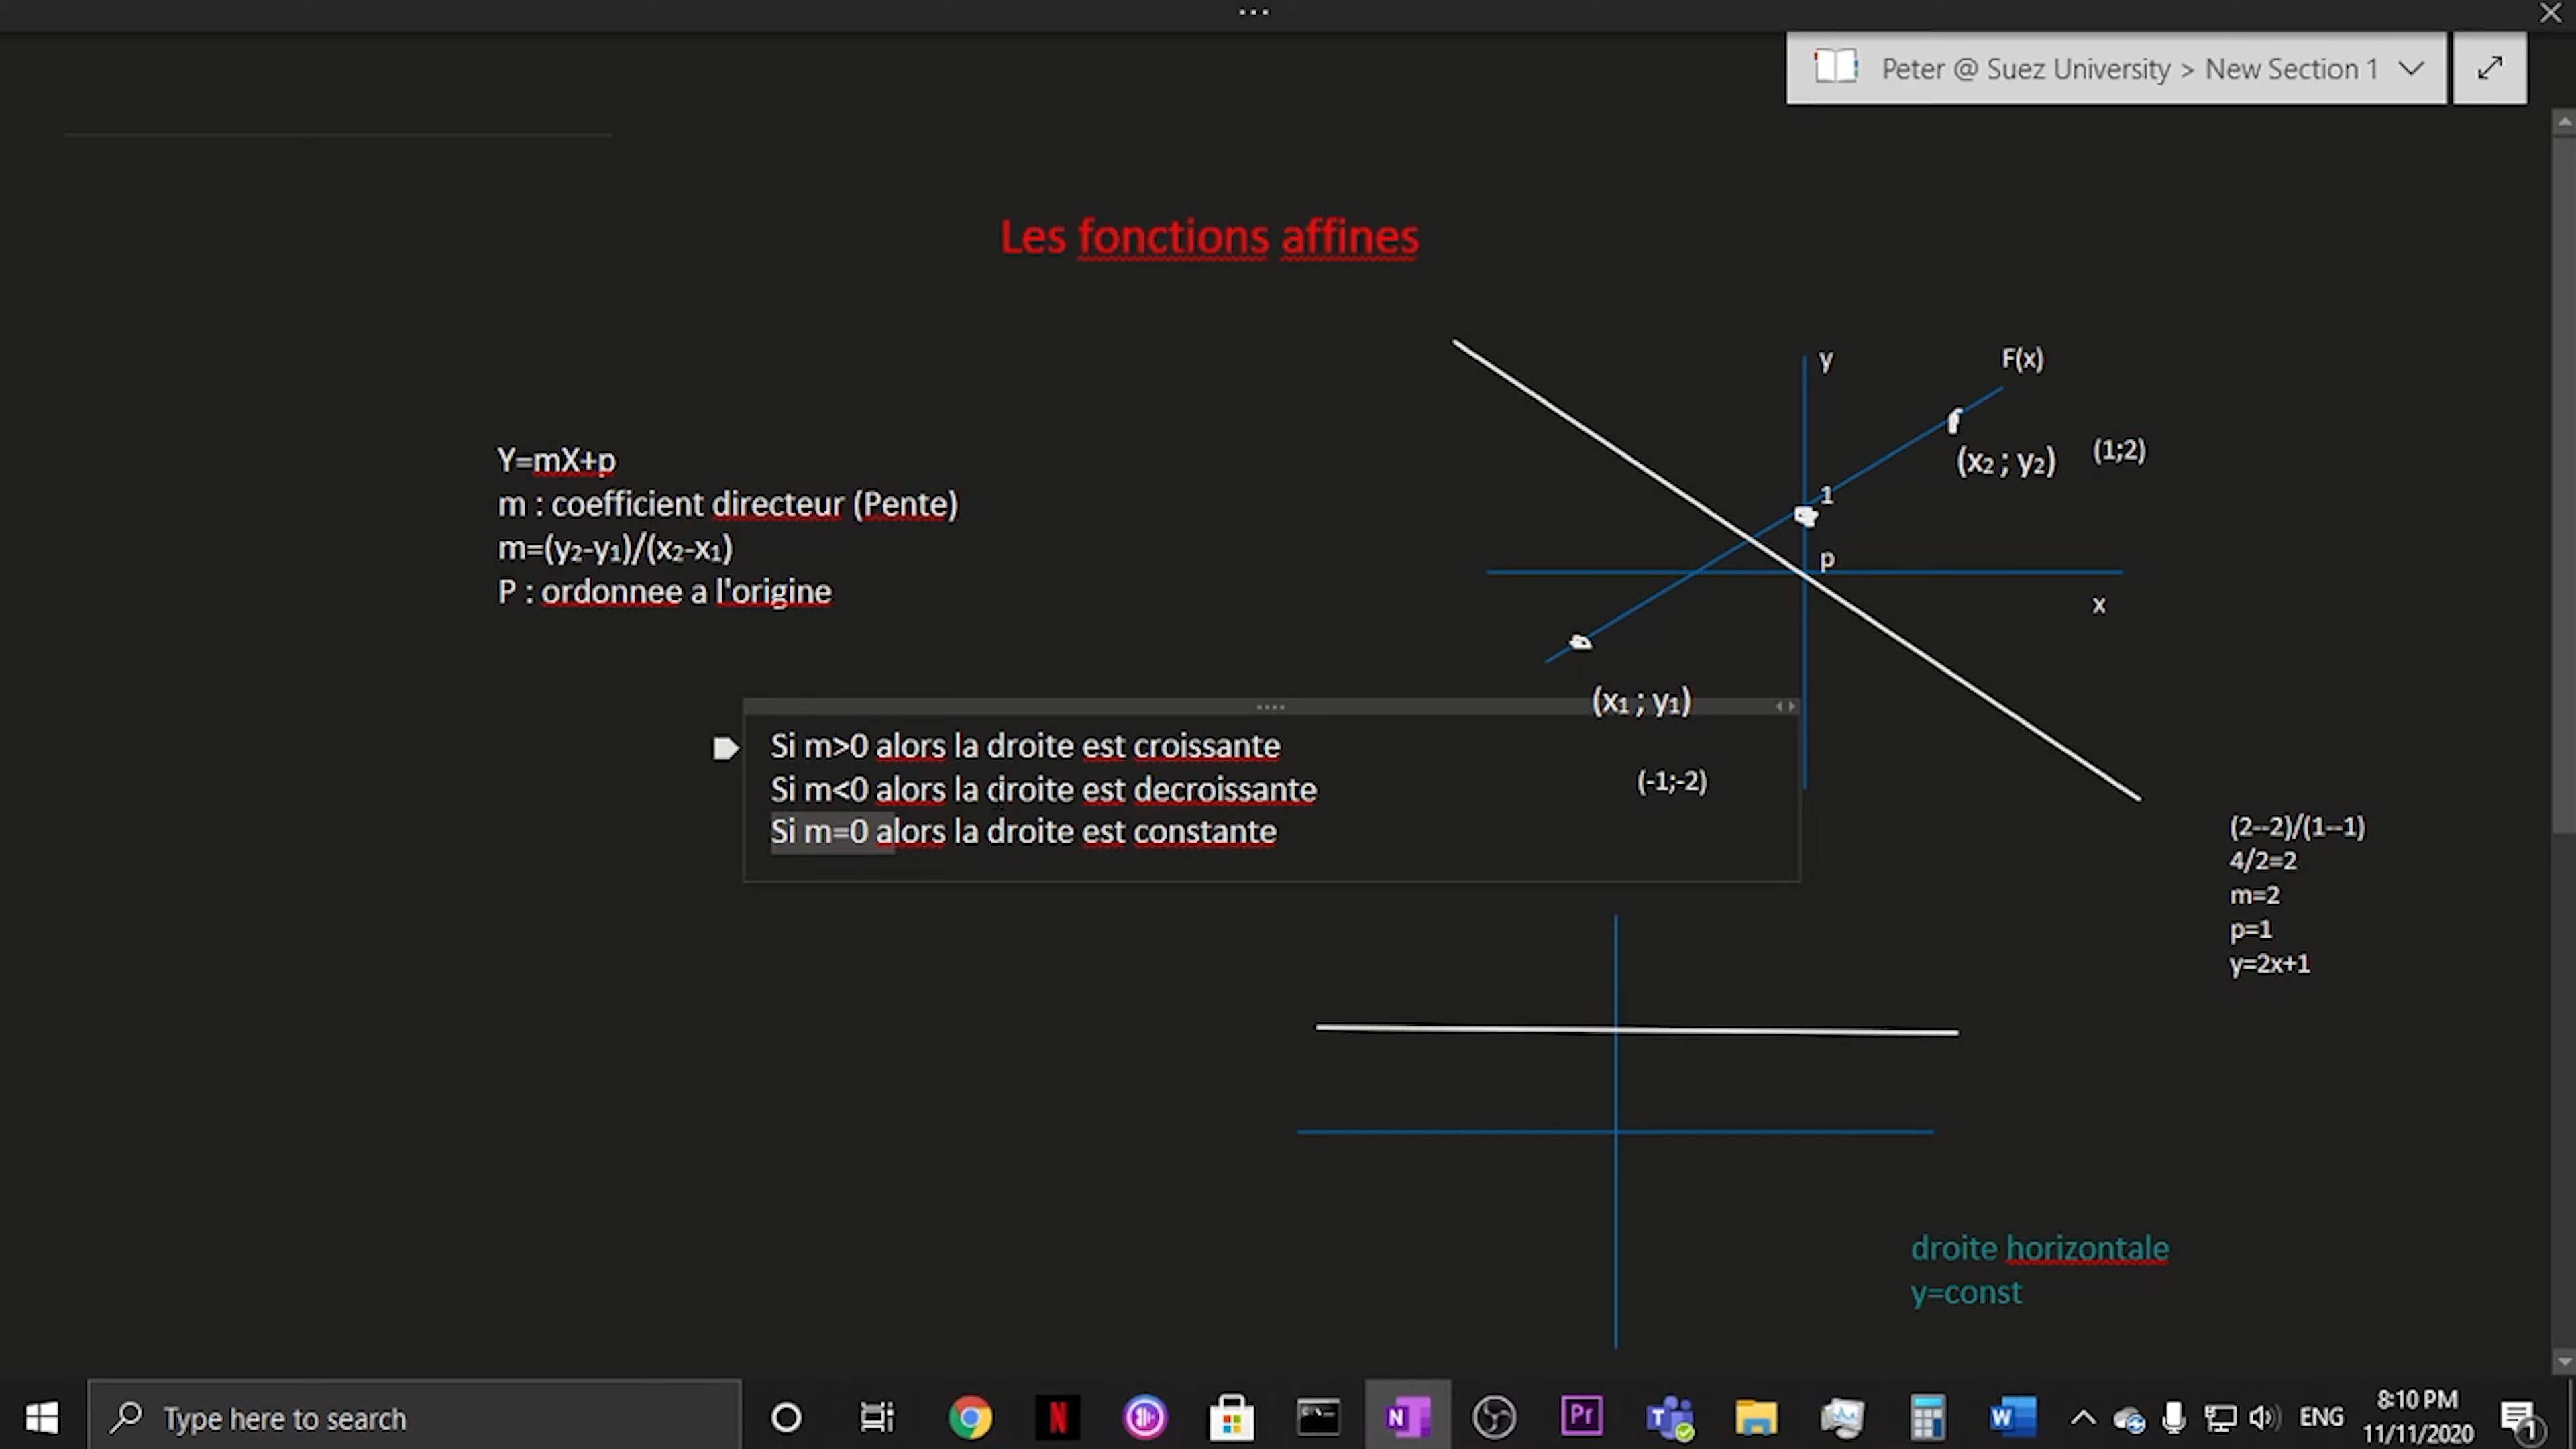 Peter @ Suez University > New Section 1
Les fonctions affines
Y=mX+p
m : coefficient directeur (Pente)
m=(y₂-y₁)/(x₂-x₁)
P : ordonnee a l'origine
y
F(x)
(x₂ ; y₂)
(1;2)
1
p
x
(x₁ ; y₁)
(-1;-2)
Si m>0 alors la droite est croissante
Si m<0 alors la droite est decroissante
Si m=0 alors la droite est constante
(2--2)/(1--1)
4/2=2
m=2
p=1
y=2x+1
droite horizontale
y=const
Type here to search
N
N
Pr
T
W
ENG
8:10 PM
11/11/2020
1